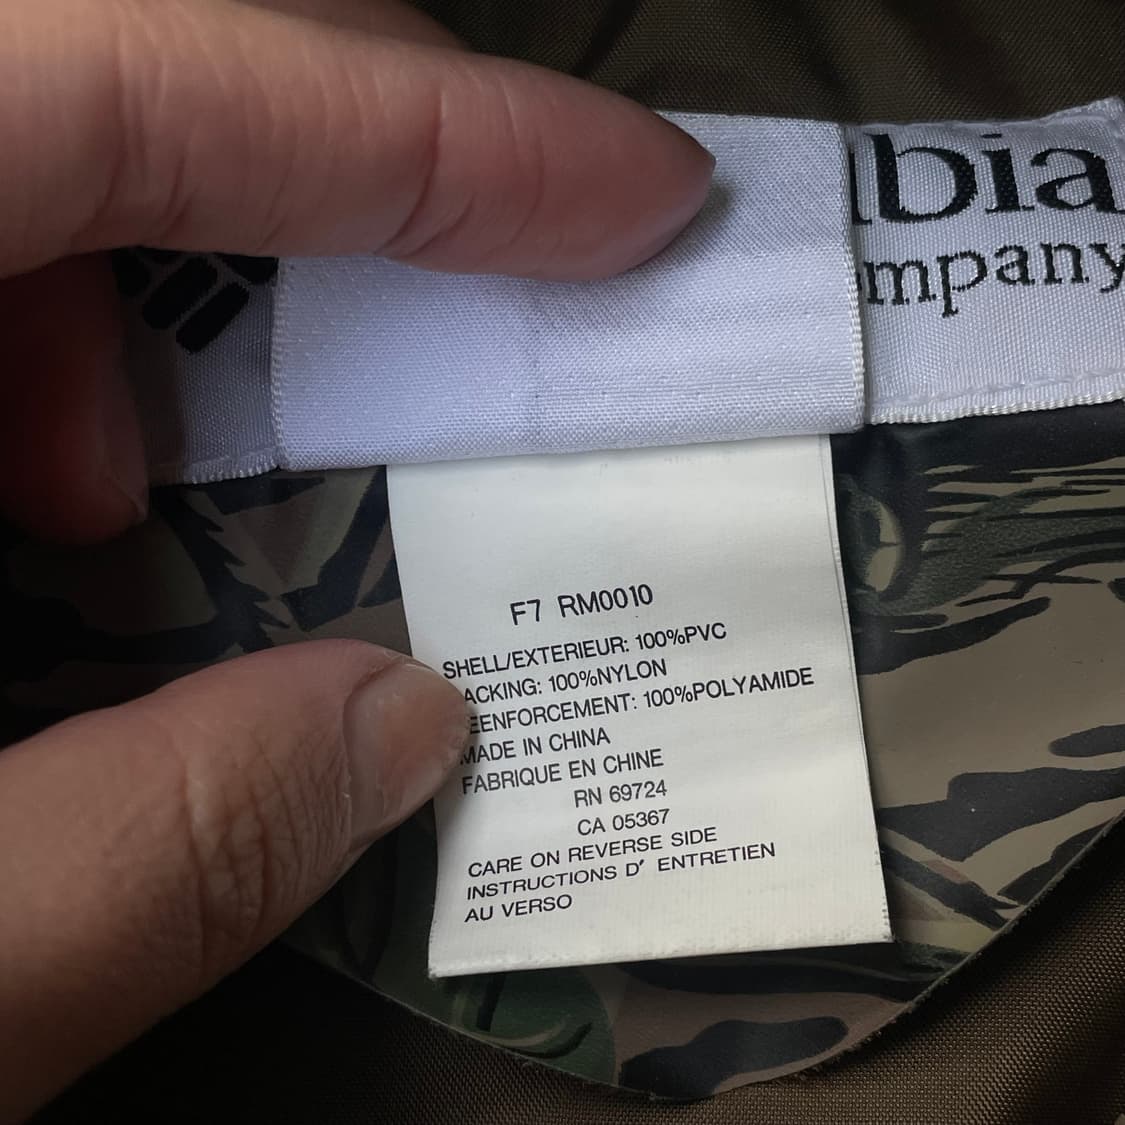 bia
mpany
F7 RM0010
SHELL/EXTERIEUR: 100%PVC
ACKING: 100%NYLON
EENFORCEMENT: 100%POLYAMIDE
MADE IN CHINA
FABRIQUE EN CHINE
RN 69724
CA 05367
CARE ON REVERSE SIDE
INSTRUCTIONS D' ENTRETIEN
AU VERSO